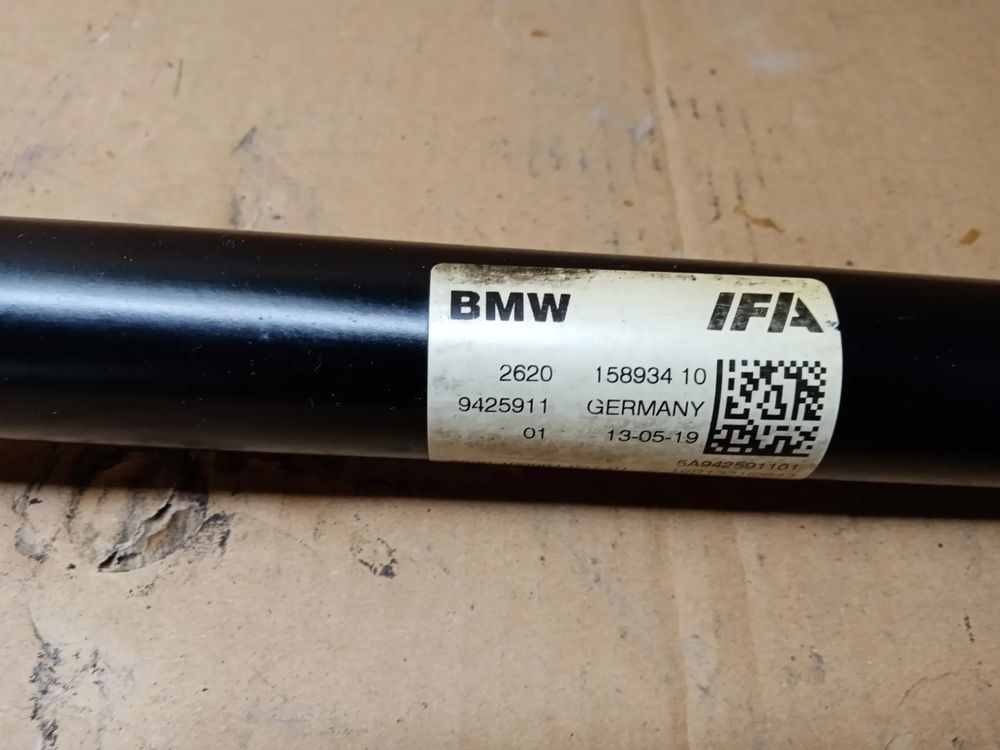 BMW IFA
2620 158934 10
9425911 GERMANY
01 13-05-19
5A942591101